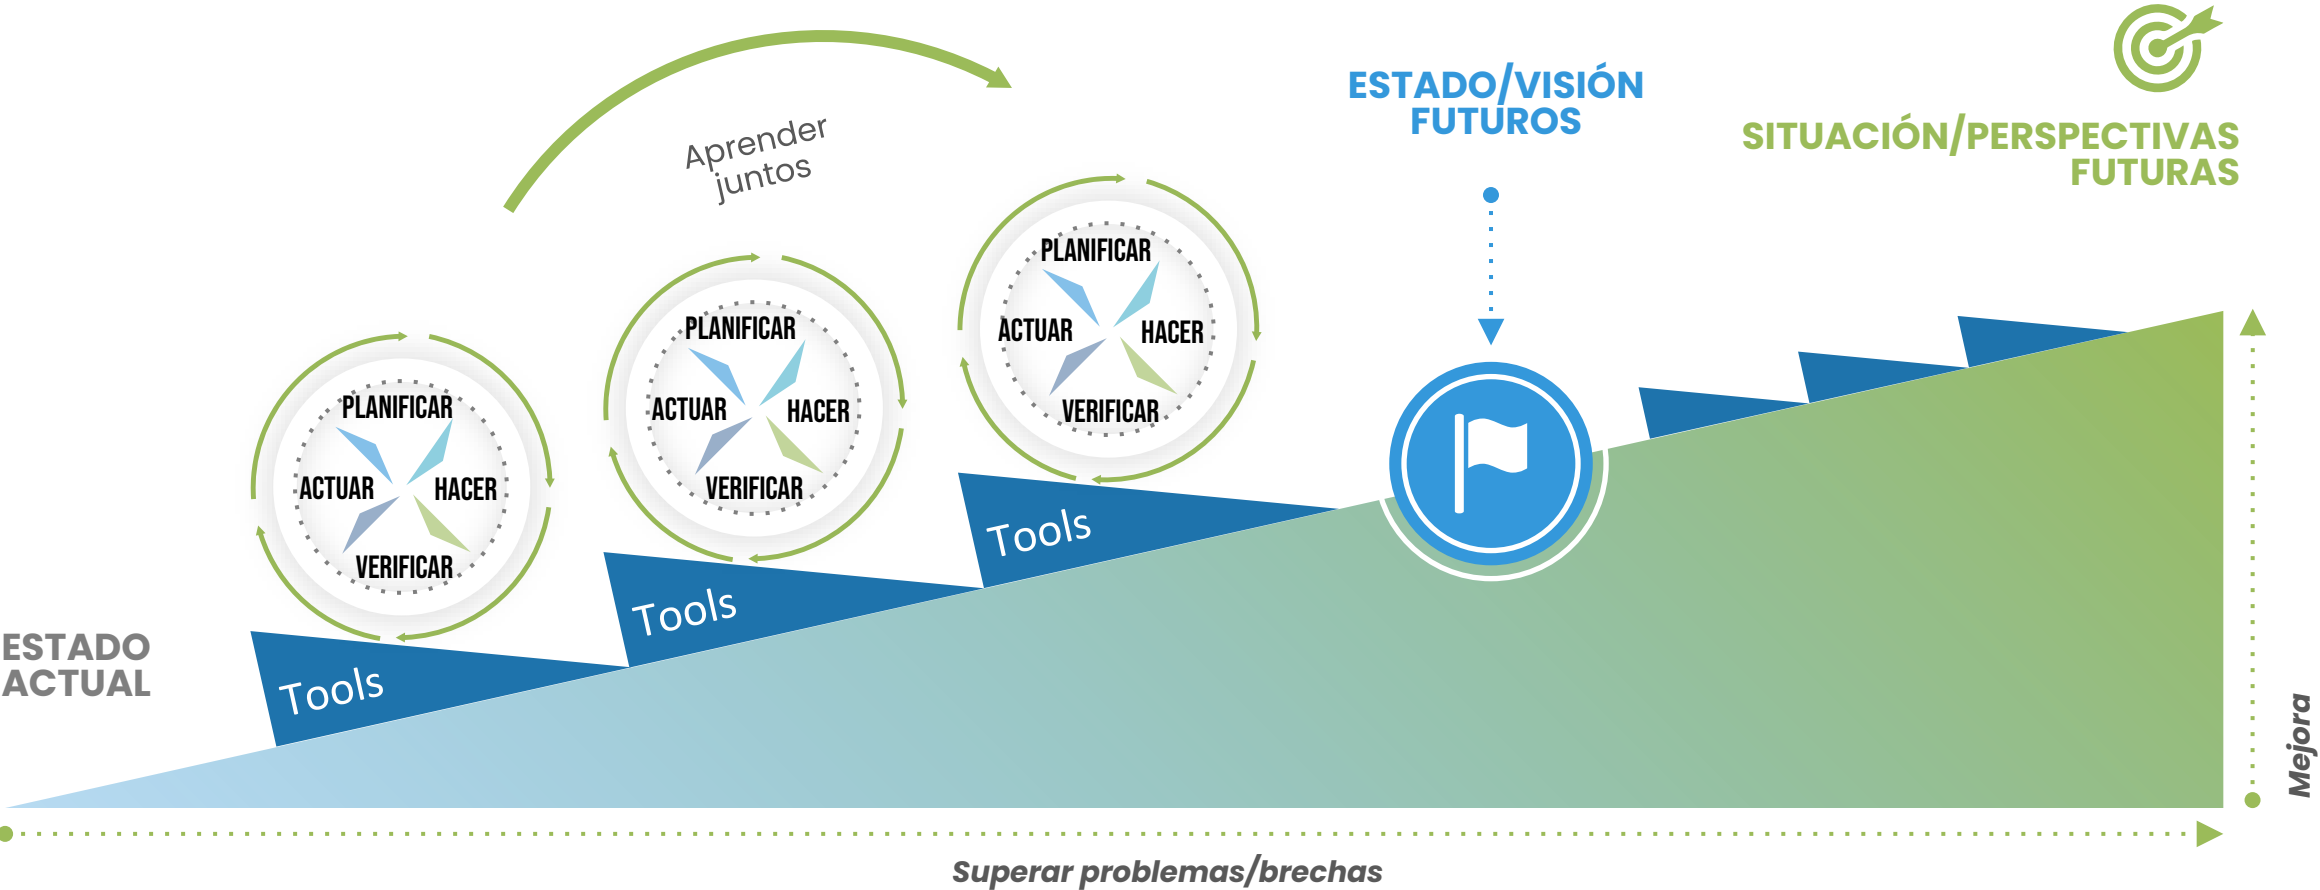 Aprender
juntos
ESTADO/VISIÓN
FUTUROS
SITUACIÓN/PERSPECTIVAS
FUTURAS
PLANIFICAR
ACTUAR
HACER
VERIFICAR
PLANIFICAR
ACTUAR
HACER
VERIFICAR
PLANIFICAR
ACTUAR
HACER
VERIFICAR
ESTADO
ACTUAL
Tools
Tools
Tools
Mejora
Superar problemas/brechas